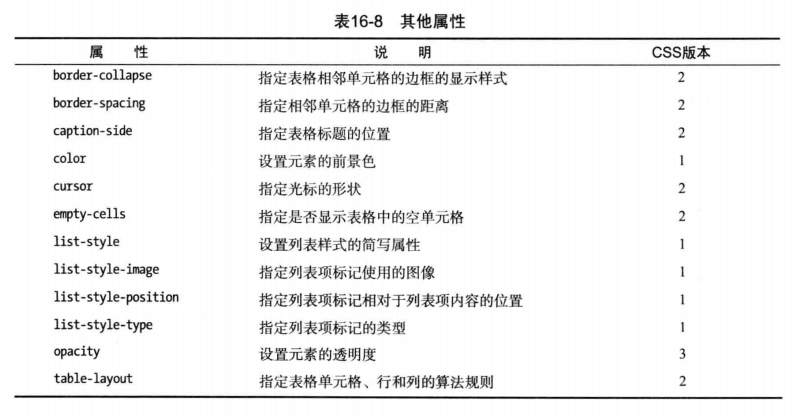 表16-8 其他属性
属 性 说 明 CSS版本
border-collapse 指定表格相邻单元格的边框的显示样式 2
border-spacing 指定相邻单元格的边框的距离 2
caption-side 指定表格标题的位置 2
color 设置元素的前景色 1
cursor 指定光标的形状 2
empty-cells 指定是否显示表格中的空单元格 2
list-style 设置列表样式的简写属性 1
list-style-image 指定列表项标记使用的图像 1
list-style-position 指定列表项标记相对于列表项内容的位置 1
list-style-type 指定列表项标记的类型 1
opacity 设置元素的透明度 3
table-layout 指定表格单元格、行和列的算法规则 2